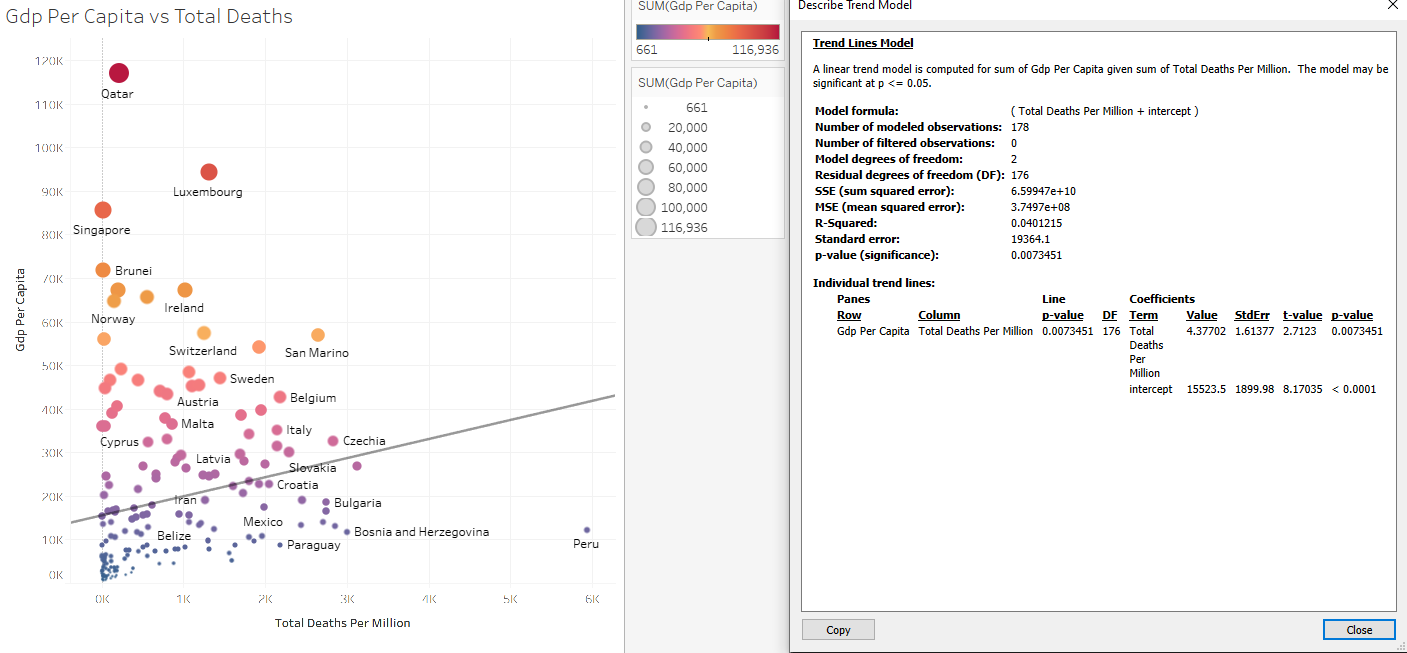 Gdp Per Capita vs Total Deaths
Gdp Per Capita
120K
110K
100K
90K
80K
70K
60K
50K
40K
30K
20K
10K
0K
Qatar
Luxembourg
Singapore
Brunei
Ireland
Norway
Switzerland
San Marino
Sweden
Belgium
Austria
Malta
Italy
Cyprus
Czechia
Latvia
Slovakia
Croatia
Iran
Bulgaria
Mexico
Bosnia and Herzegovina
Belize
Paraguay
Peru
0K 1K 2K 3K 4K 5K 6K
Total Deaths Per Million
SUM(Gdp Per Capita)
661 116,936
SUM(Gdp Per Capita)
661
20,000
40,000
60,000
80,000
100,000
116,936
Describe Trend Model
Trend Lines Model
A linear trend model is computed for sum of Gdp Per Capita given sum of Total Deaths Per Million. The model may be
significant at p <= 0.05.
Model formula: ( Total Deaths Per Million + intercept )
Number of modeled observations: 178
Number of filtered observations: 0
Model degrees of freedom: 2
Residual degrees of freedom (DF): 176
SSE (sum squared error): 6.59947e+10
MSE (mean squared error): 3.7497e+08
R-Squared: 0.0401215
Standard error: 19364.1
p-value (significance): 0.0073451
Individual trend lines:
Panes Line Coefficients
Row Column p-value DF Term Value StdErr t-value p-value
Gdp Per Capita Total Deaths Per Million 0.0073451 176 Total 4.37702 1.61377 2.7123 0.0073451
Deaths
Per
Million
intercept 15523.5 1899.98 8.17035 < 0.0001
Copy Close